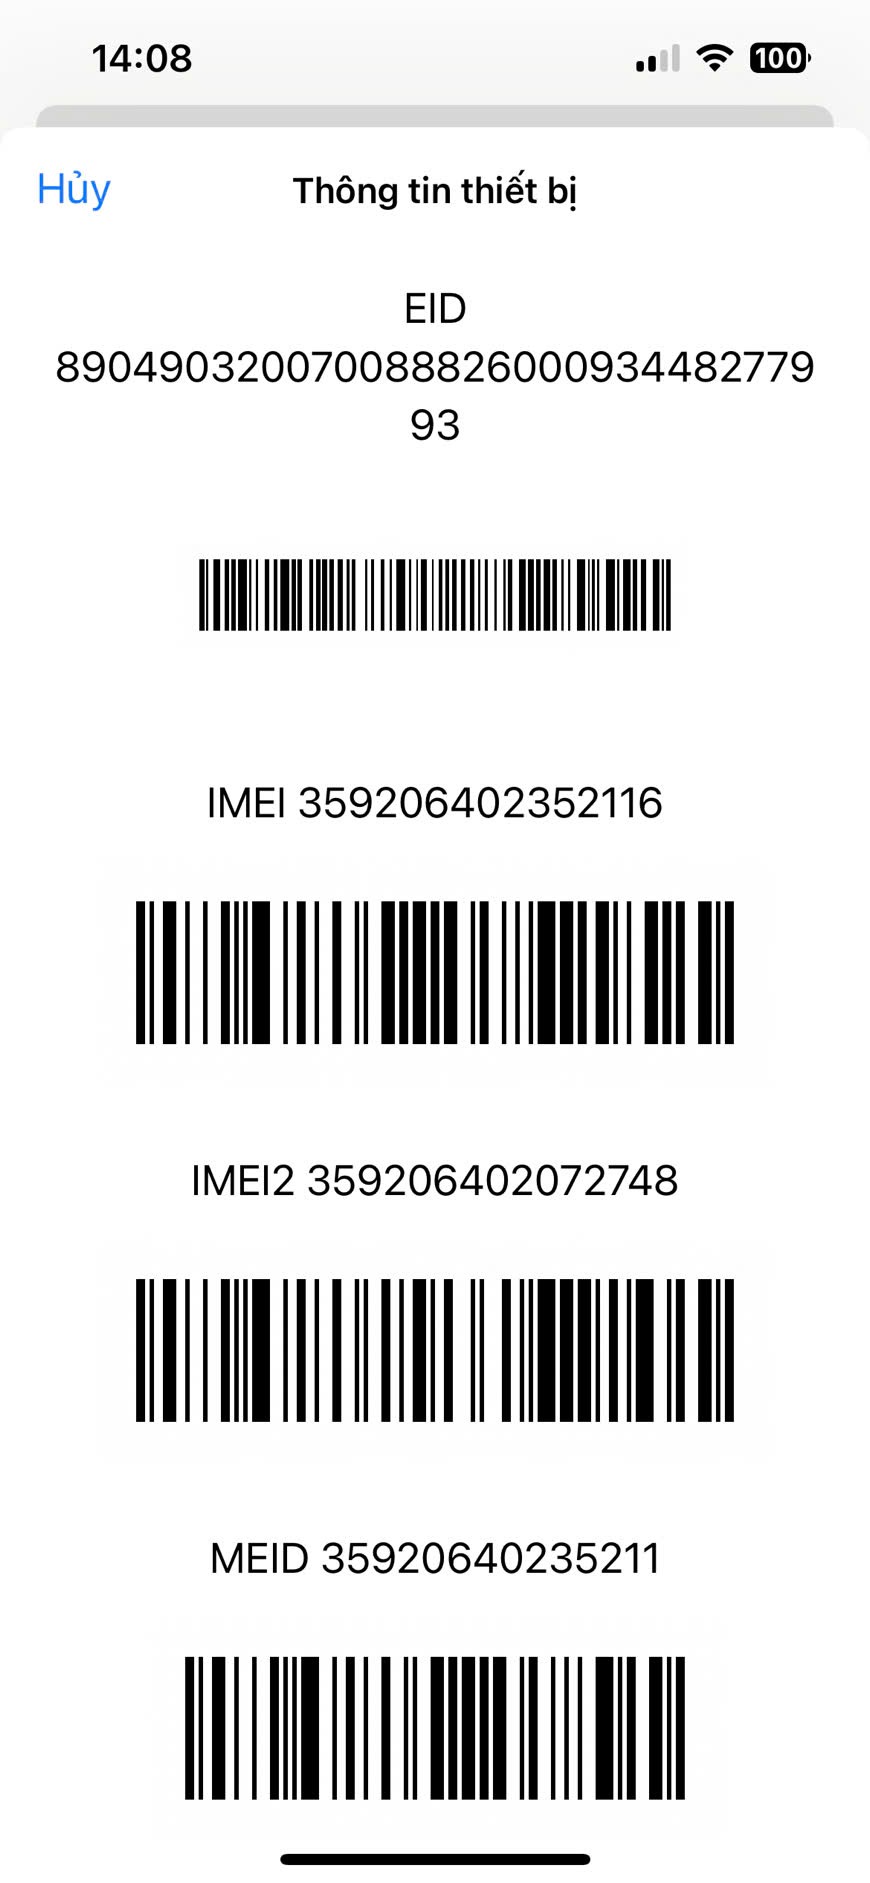 14:08
100
Hủy
Thông tin thiết bị
EID
890490320070088826000934482779
93
IMEI 359206402352116
IMEI2 359206402072748
MEID 35920640235211